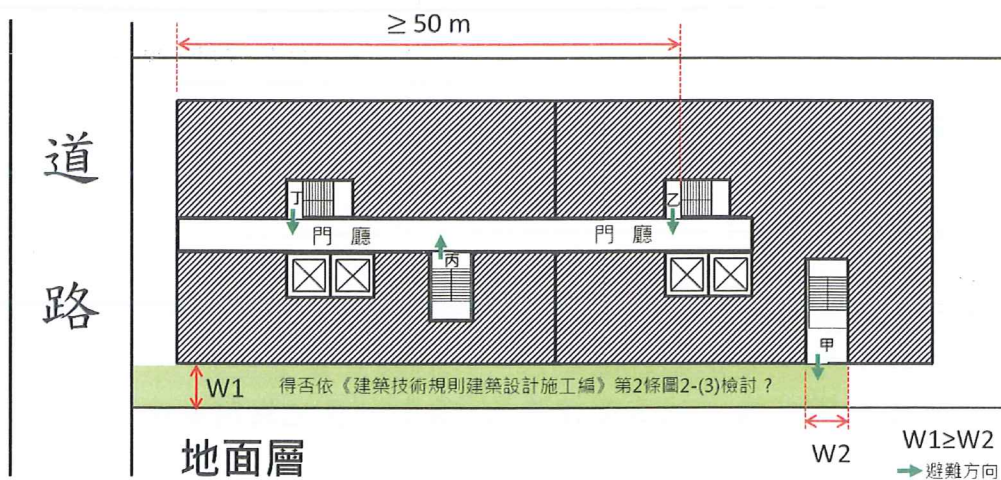 ≥ 50 m
道
路
丁
乙
門 廳
門 廳
丙
甲
W1
得否依《建築技術規則建築設計施工編》第2條圖2-(3)檢討？
W2
W1≥W2
地面層
避難方向